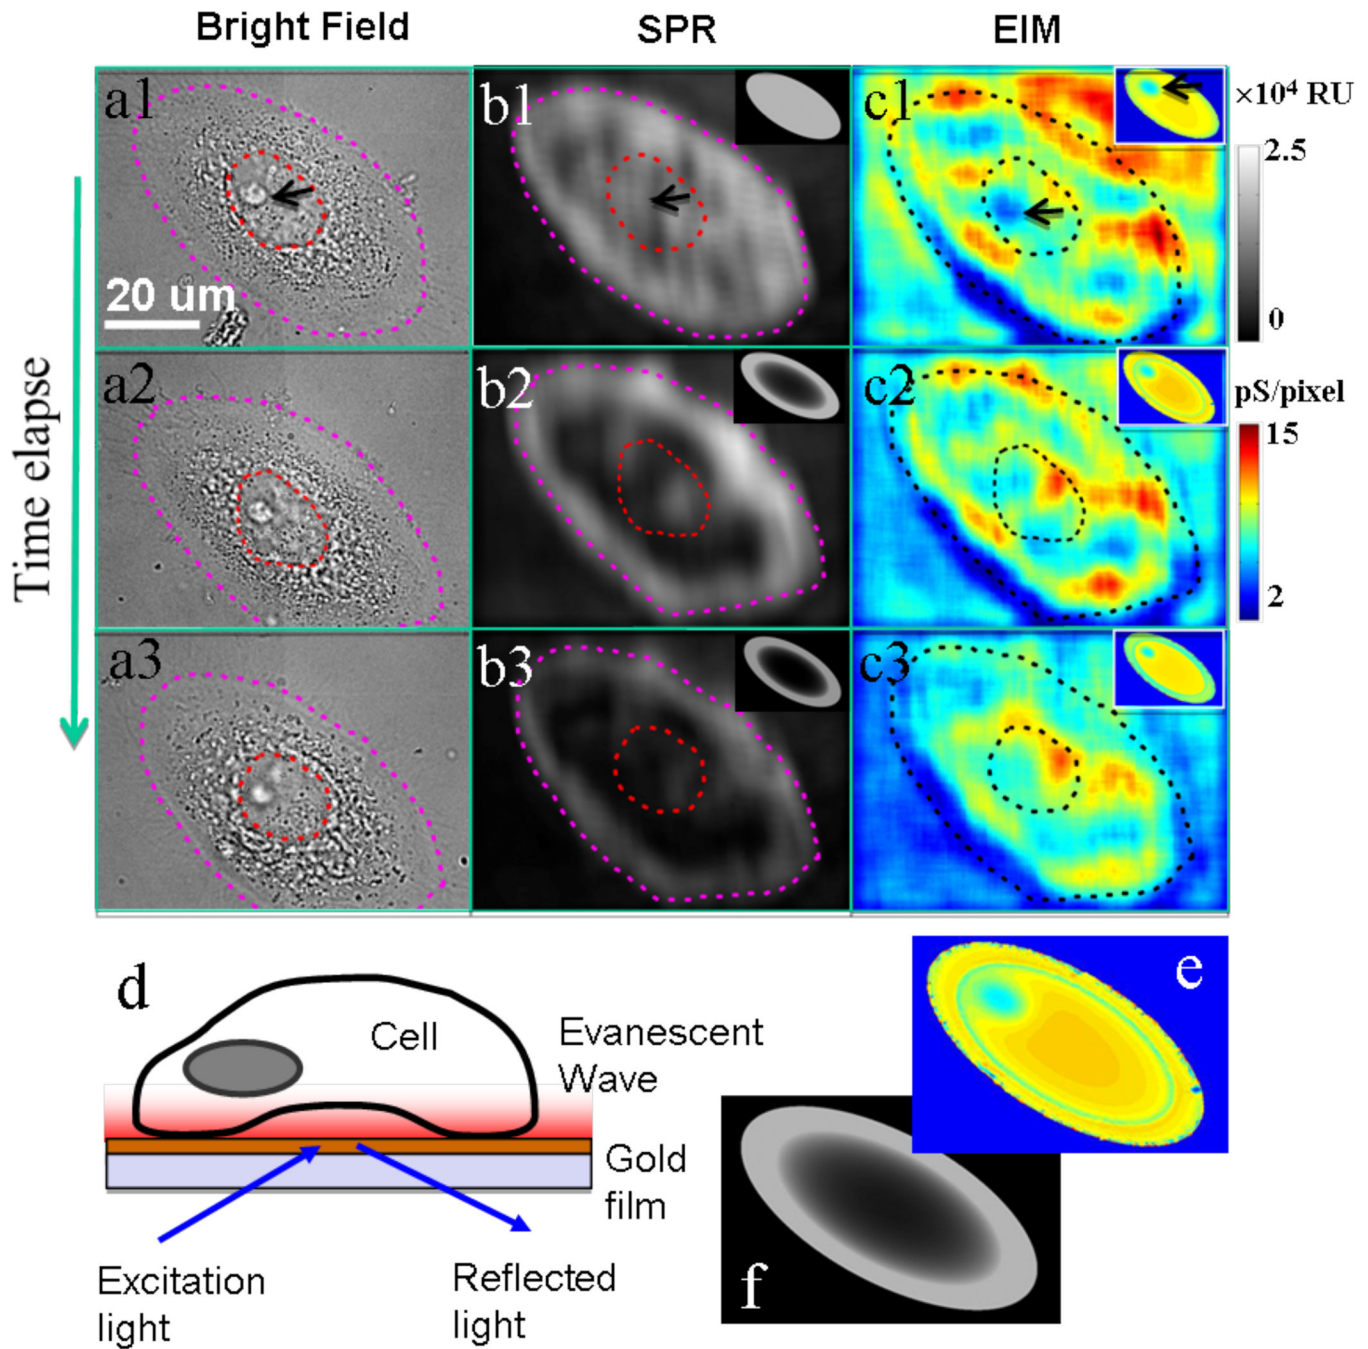 Bright Field
SPR
EIM
a1
b1
c1
×10⁴ RU
2.5
0
20 um
Time elapse
a2
b2
c2
pS/pixel
15
2
a3
b3
c3
d
Cell
Evanescent
Wave
Gold
film
Excitation
light
Reflected
light
e
f